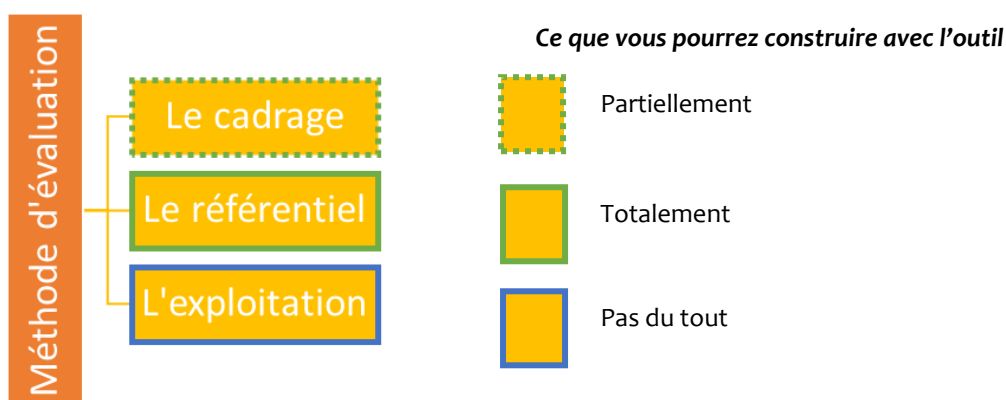 Méthode d'évaluation
Le cadrage
Le référentiel
L'exploitation
Ce que vous pourrez construire avec l’outil
Partiellement
Totalement
Pas du tout